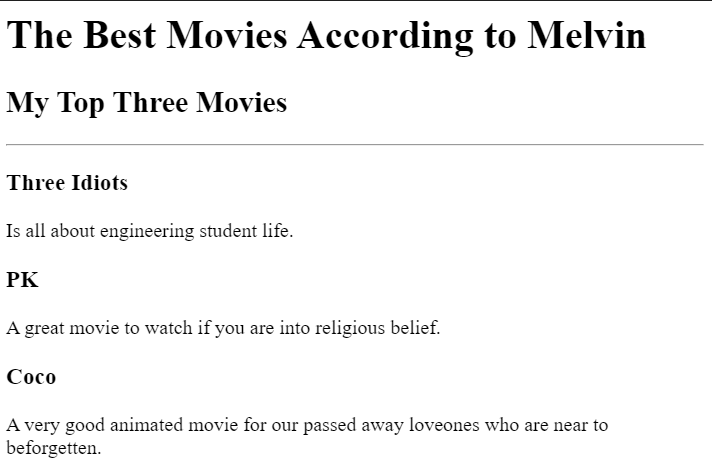 The Best Movies According to Melvin
My Top Three Movies
Three Idiots
Is all about engineering student life.
PK
A great movie to watch if you are into religious belief.
Coco
A very good animated movie for our passed away loveones who are near to
beforgetten.